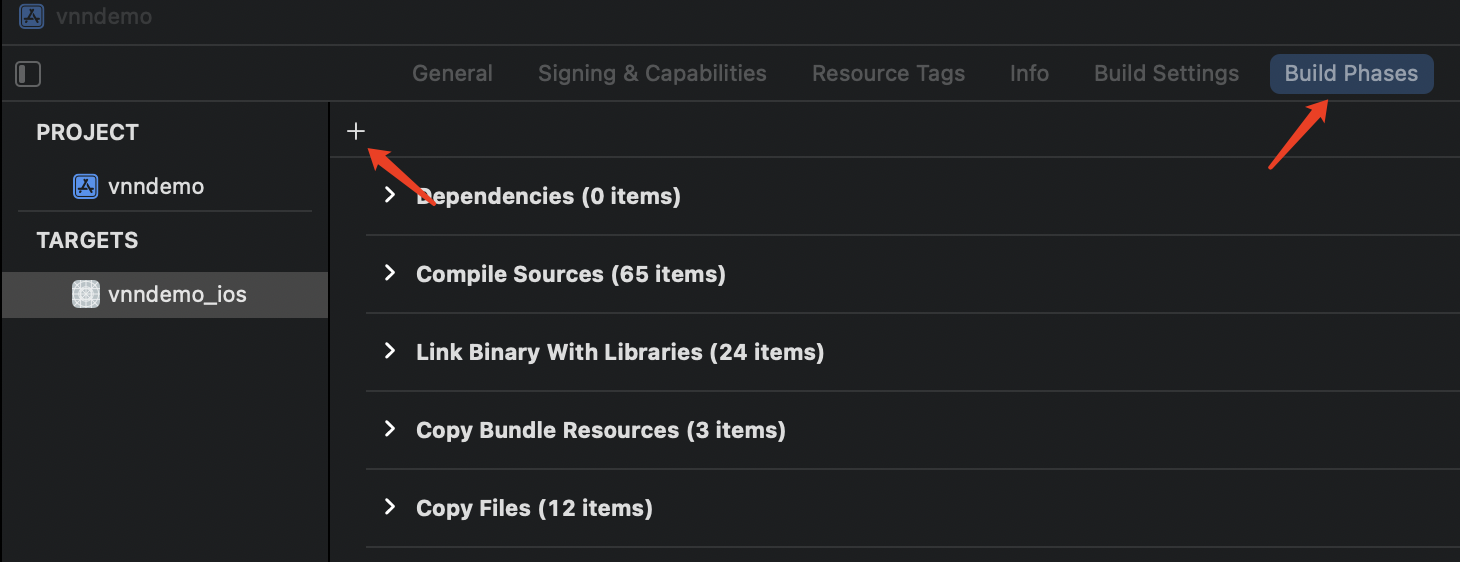 vnndemo
General Signing & Capabilities Resource Tags Info Build Settings Build Phases
PROJECT
vnndemo
TARGETS
vnndemo_ios
Dependencies (0 items)
Compile Sources (65 items)
Link Binary With Libraries (24 items)
Copy Bundle Resources (3 items)
Copy Files (12 items)